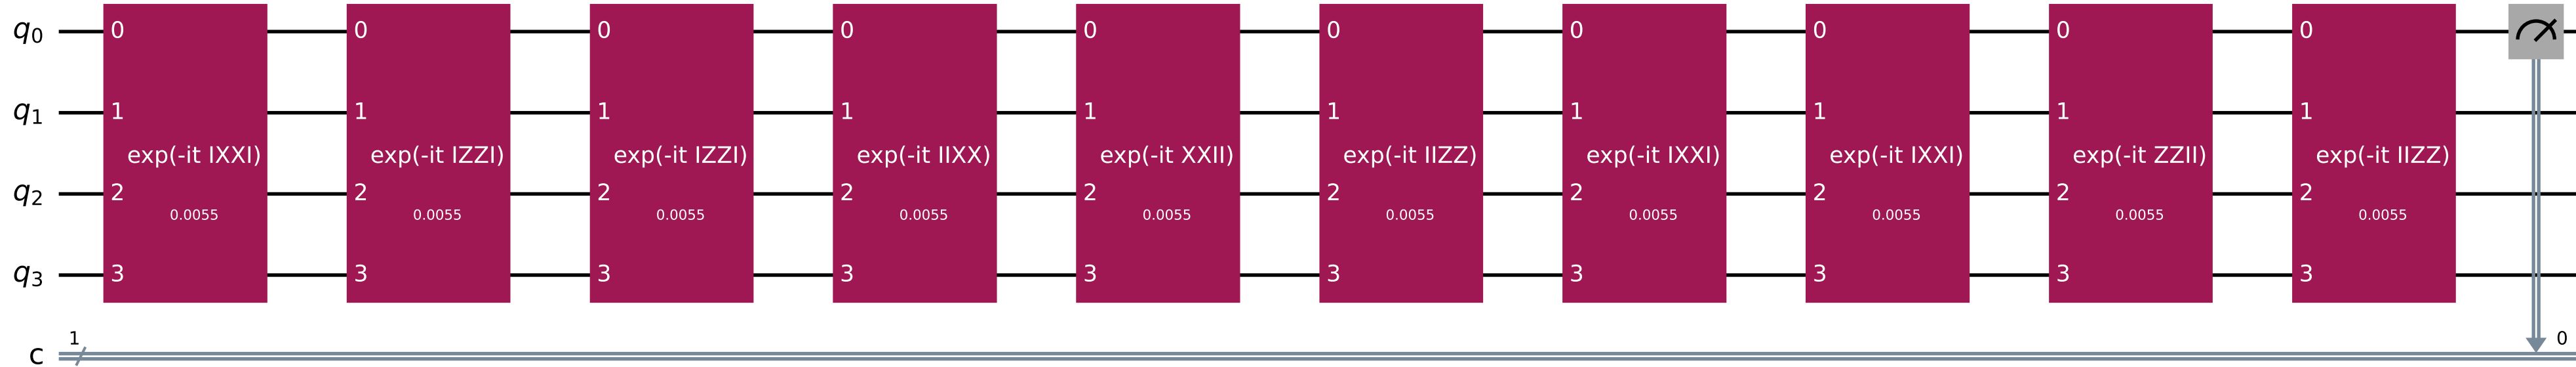 q0 0 0 0 0 0 0 0 0 0 0
q1 1 1 1 1 1 1 1 1 1 1
exp(-it IXXI) exp(-it IZZI) exp(-it IZZI) exp(-it IIXX) exp(-it XXII) exp(-it IIZZ) exp(-it IXXI) exp(-it IXXI) exp(-it ZZII) exp(-it IIZZ)
q2 2 2 2 2 2 2 2 2 2 2
0.0055 0.0055 0.0055 0.0055 0.0055 0.0055 0.0055 0.0055 0.0055 0.0055
q3 3 3 3 3 3 3 3 3 3 3
1 0
c